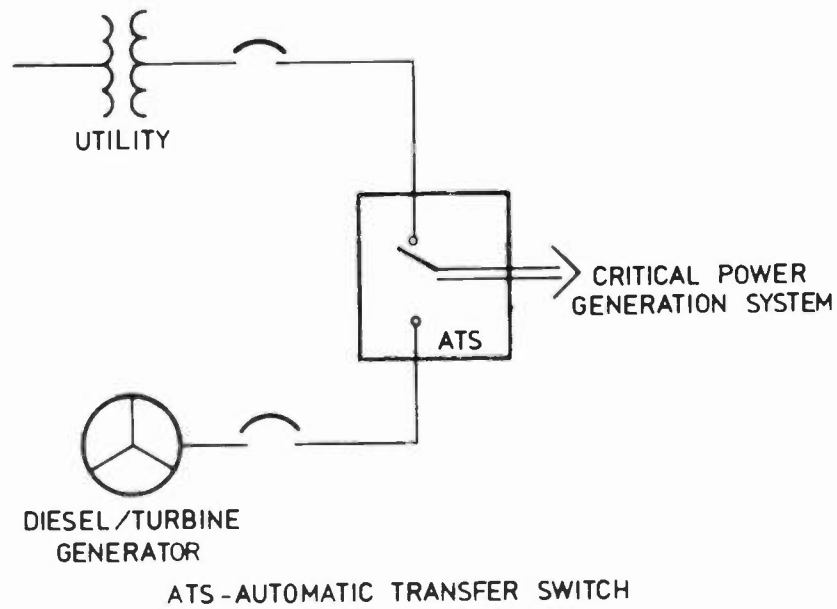 UTILITY
CRITICAL POWER
GENERATION SYSTEM
ATS
DIESEL/TURBINE
GENERATOR
ATS-AUTOMATIC TRANSFER SWITCH